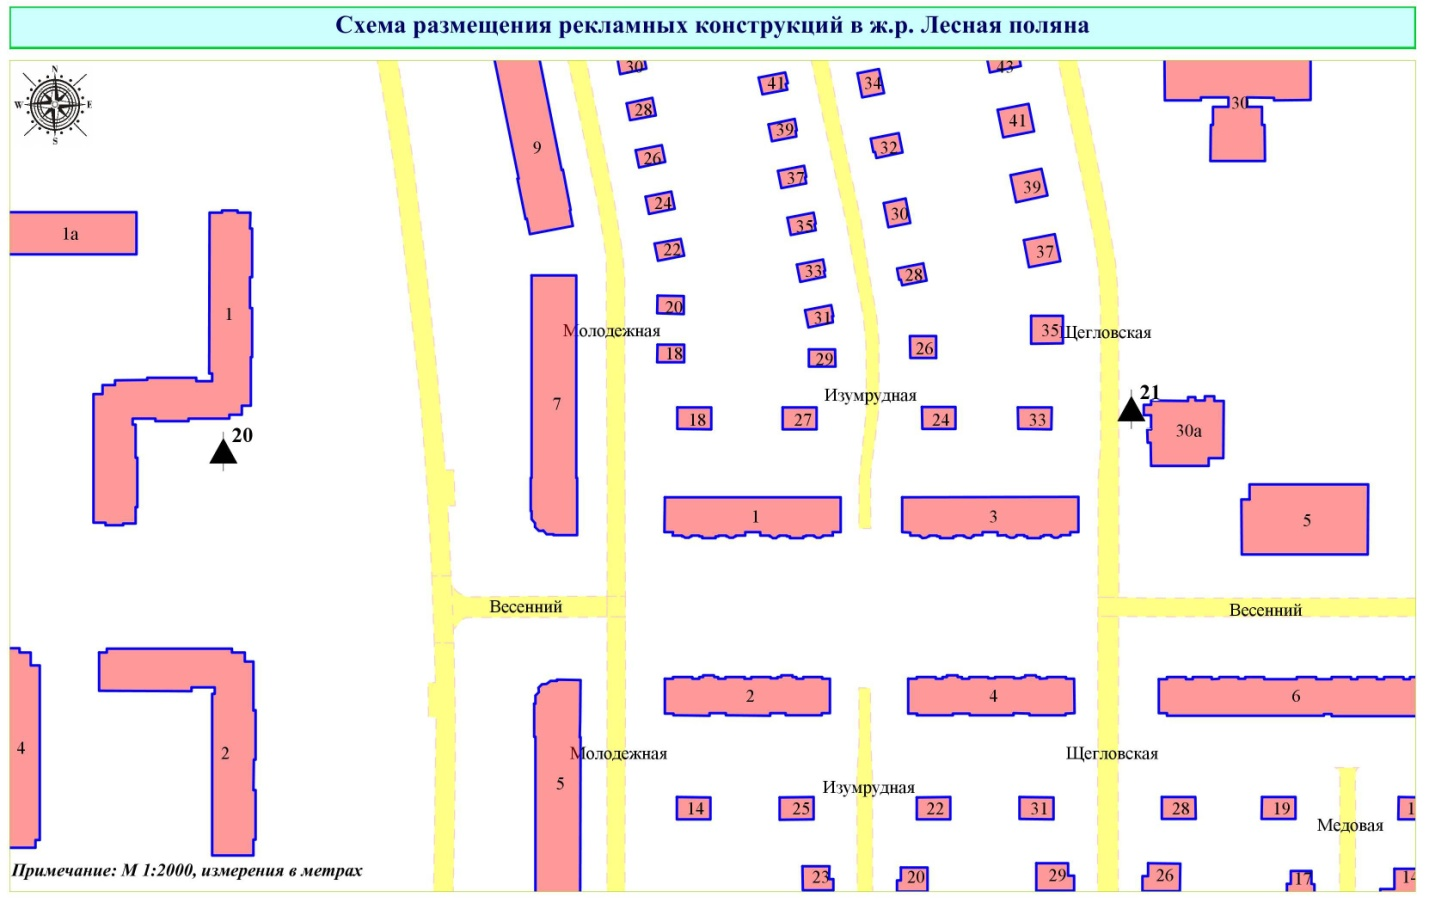 Схема размещения рекламных конструкций в ж.р. Лесная поляна
N
W E
S
30 41 34 43 30
28 39 32 41
9 26 37 39
24 35 30
1а 22 33 28 37
1 20 31 35
Молодежная Щегловская
18 29 26
Изумрудная 21
7 18 27 24 33 30а
20
1 3 5
Весенний Весенний
2 4 6
4 2 Молодежная Щегловская
5 Изумрудная
14 25 22 31 28 19 1
Медовая
Примечание: М 1:2000, измерения в метрах
23 20 29 26 17 14